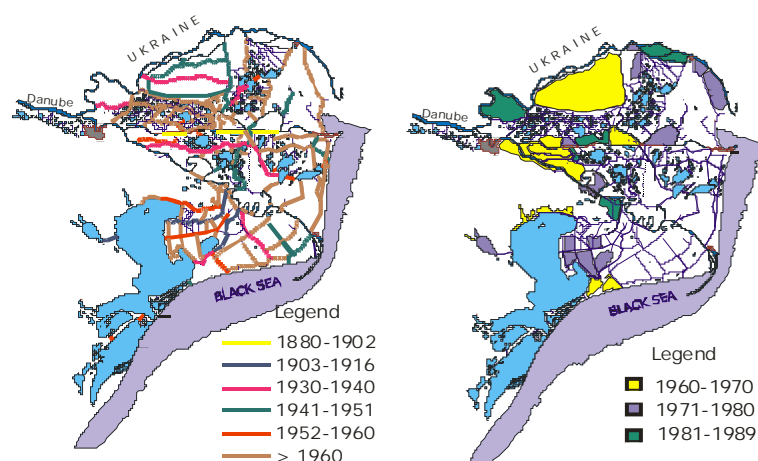 UKRAINE
Danube
BLACK SEA
Legend
1880-1902
1903-1916
1930-1940
1941-1951
1952-1960
> 1960
UKRAINE
Danube
BLACK SEA
Legend
1960-1970
1971-1980
1981-1989